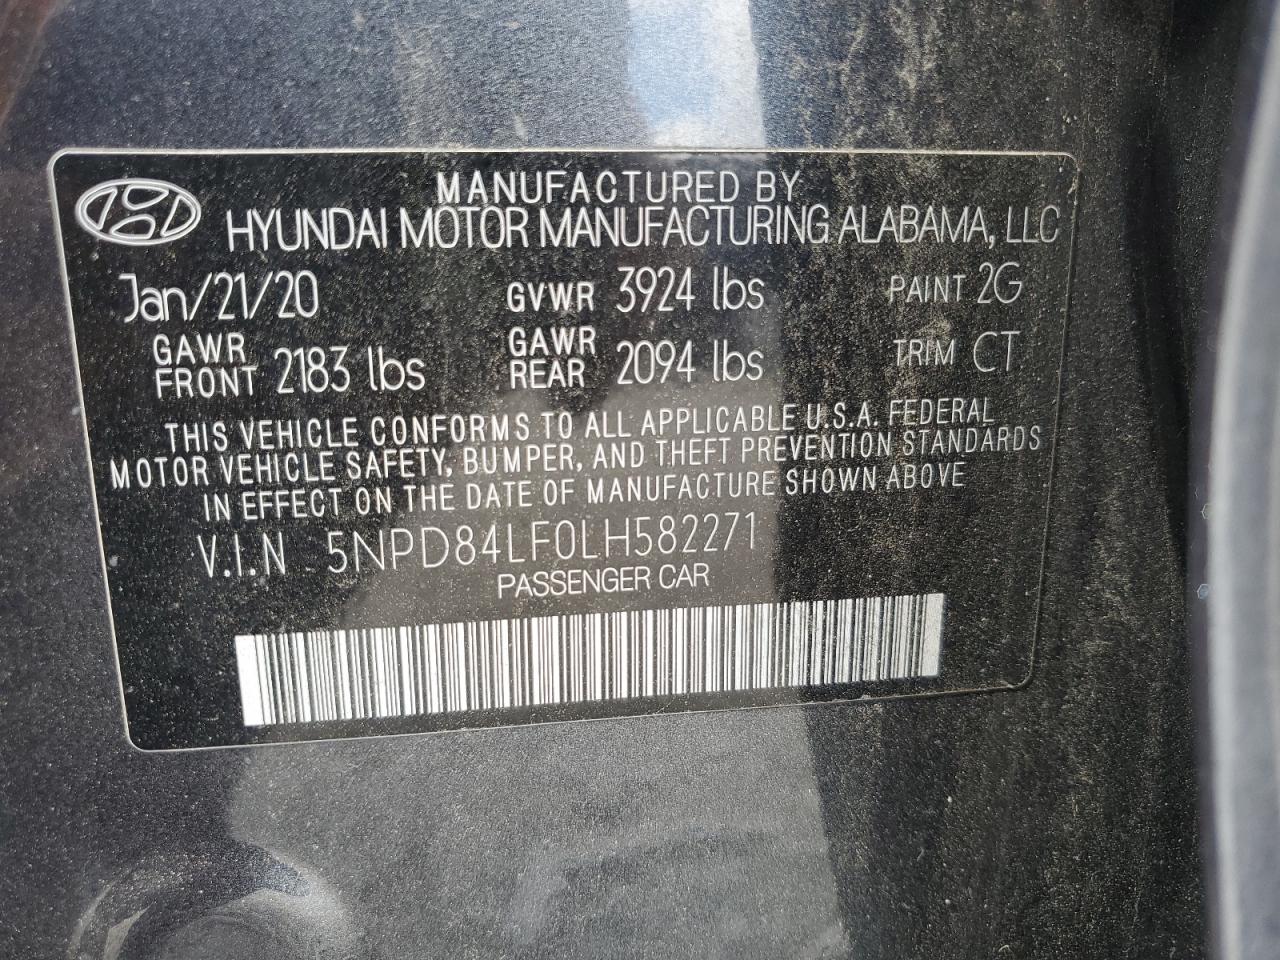 MANUFACTURED BY
HYUNDAI MOTOR MANUFACTURING ALABAMA, LLC
Jan/21/20 GVWR 3924 lbs PAINT 2G
GAWR FRONT 2183 lbs GAWR REAR 2094 lbs TRIM CT
THIS VEHICLE CONFORMS TO ALL APPLICABLE U.S.A. FEDERAL
MOTOR VEHICLE SAFETY, BUMPER, AND THEFT PREVENTION STANDARDS
IN EFFECT ON THE DATE OF MANUFACTURE SHOWN ABOVE
V.I.N 5NPD84LF0LH582271
PASSENGER CAR